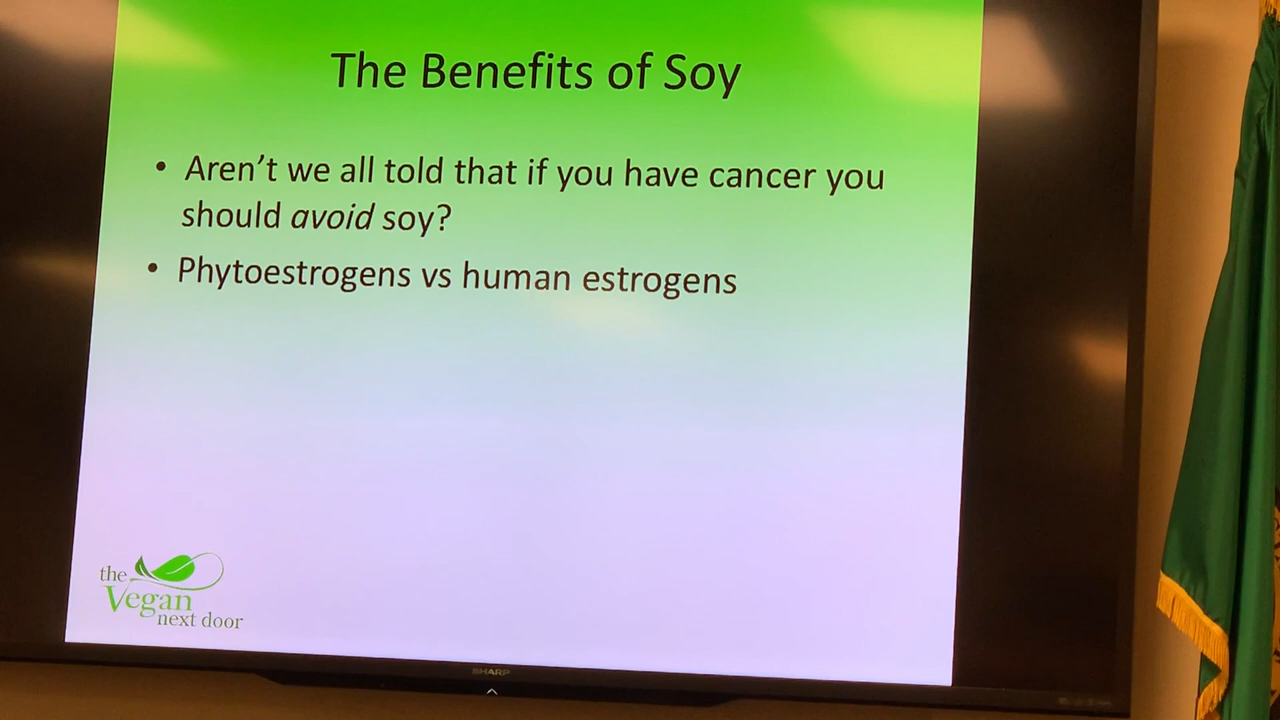 The Benefits of Soy
• Aren't we all told that if you have cancer you
should avoid soy?
• Phytoestrogens vs human estrogens
the
Vegan
next door
SHARP